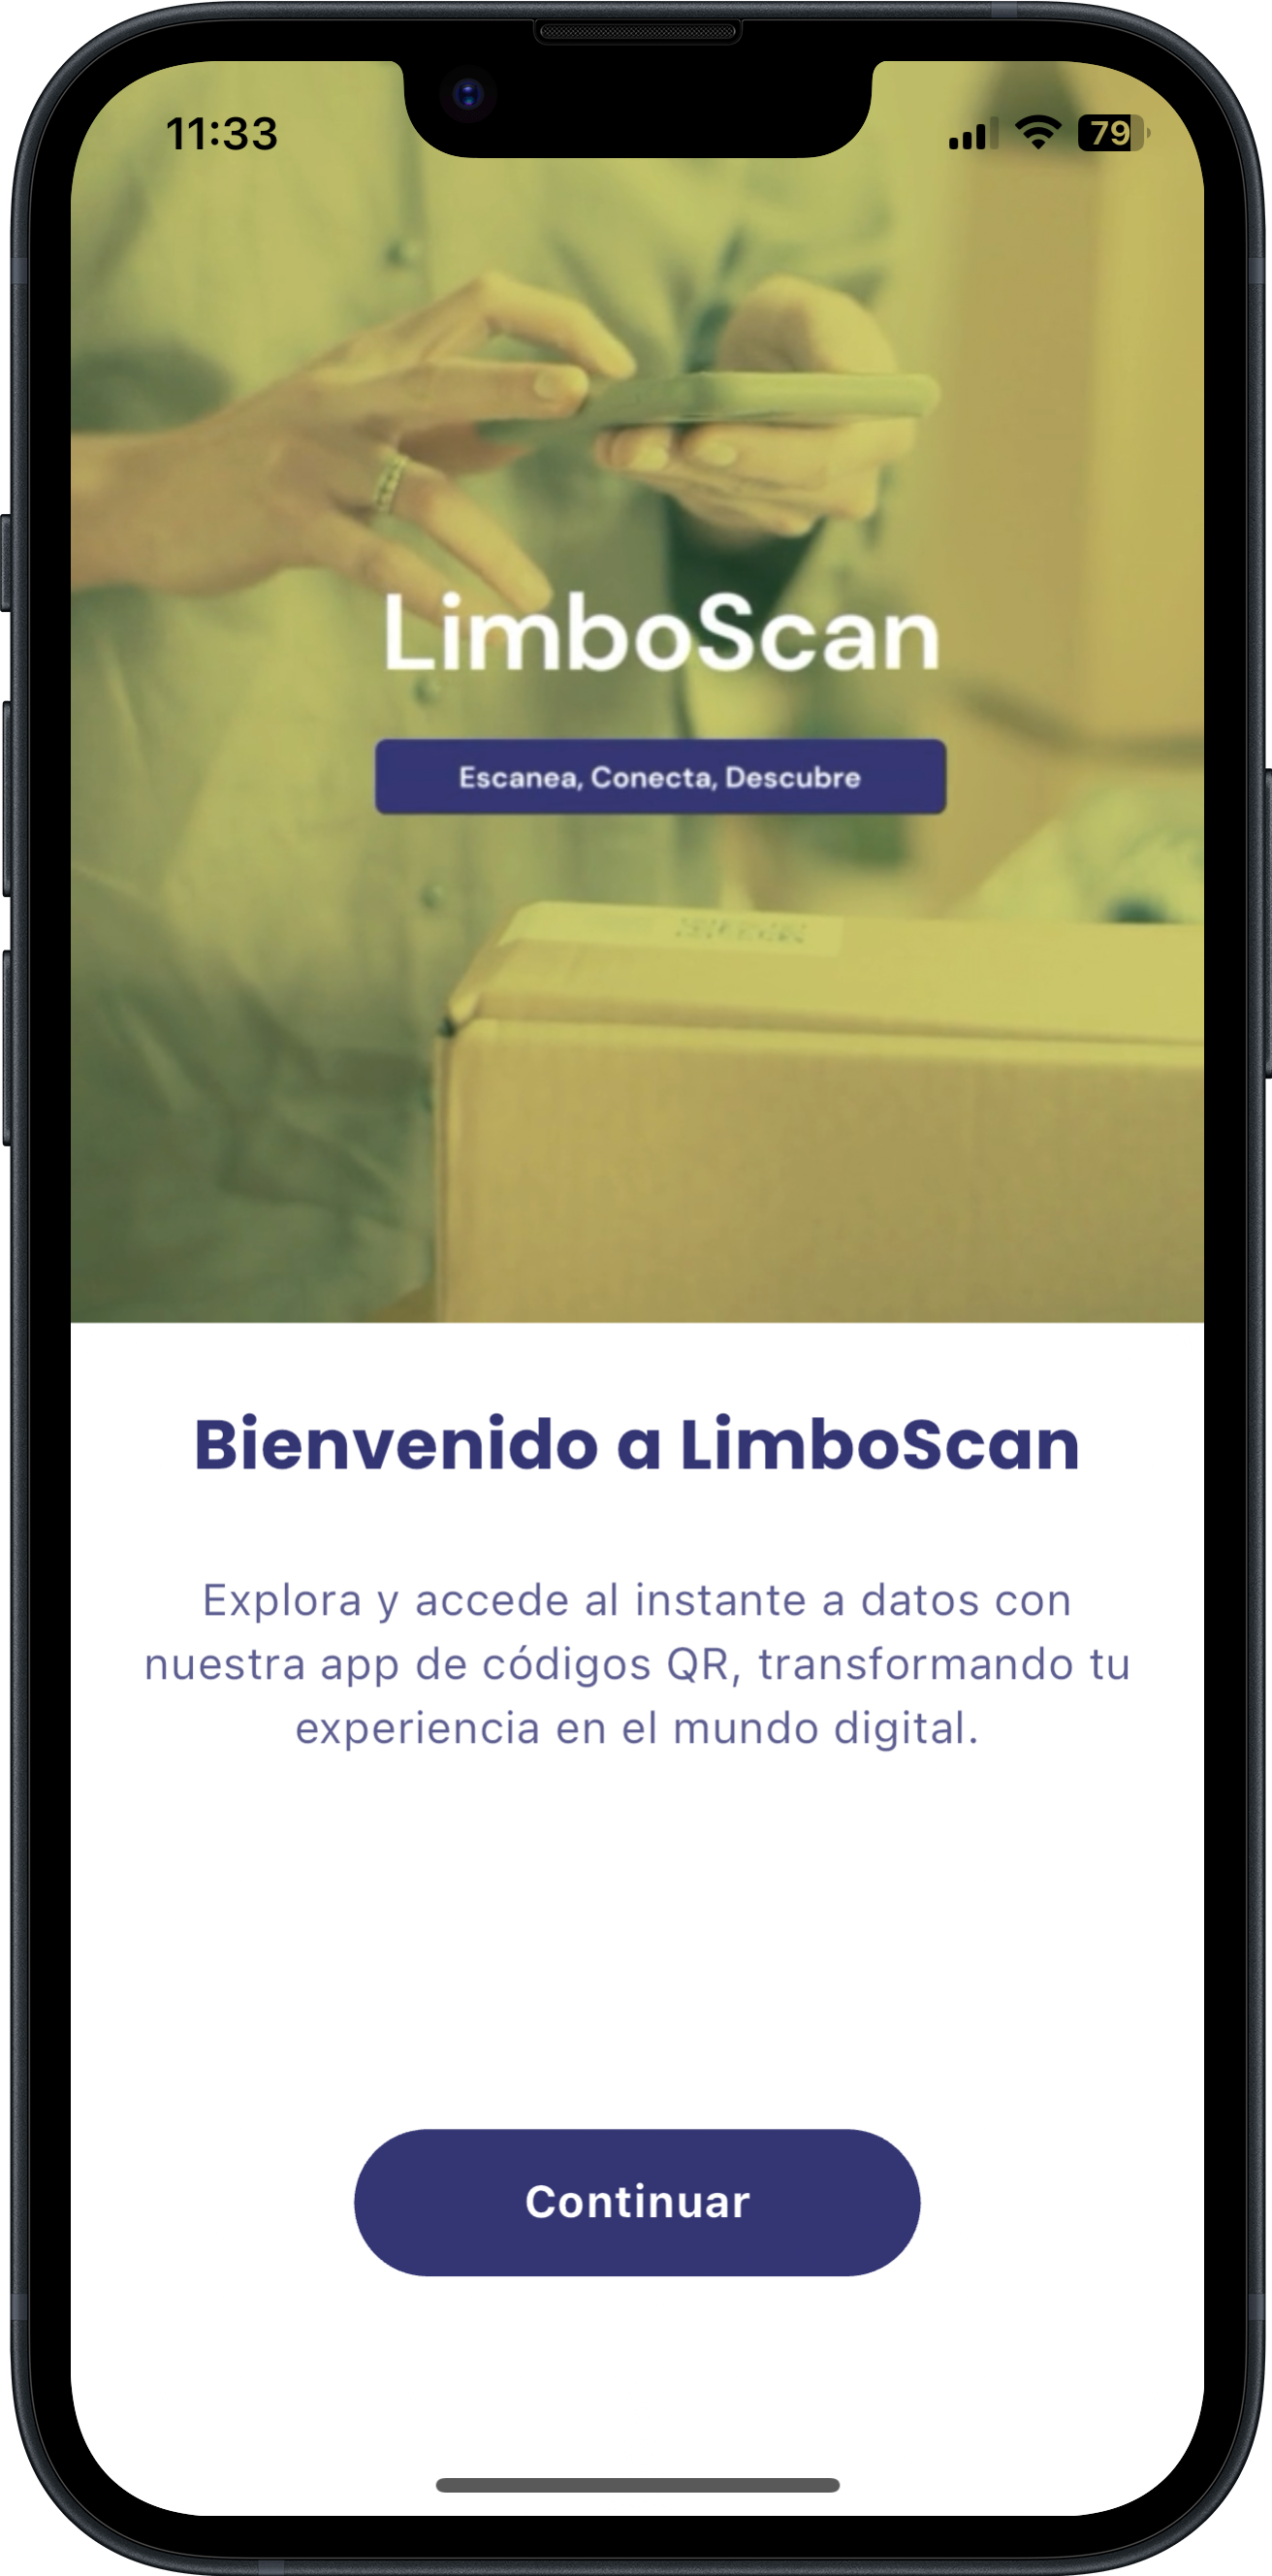 11:33
79
LimboScan
Escanea, Conecta, Descubre
Bienvenido a LimboScan
Explora y accede al instante a datos con
nuestra app de códigos QR, transformando tu
experiencia en el mundo digital.
Continuar